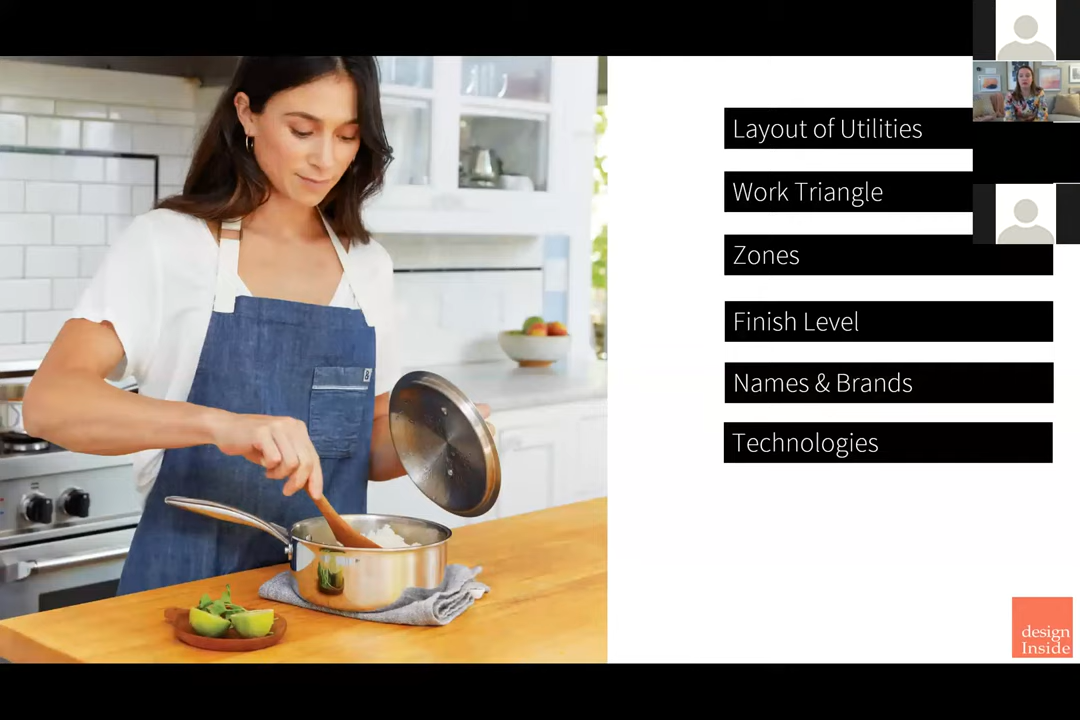 Layout of Utilities
Work Triangle
Zones
Finish Level
Names & Brands
Technologies
design
Inside